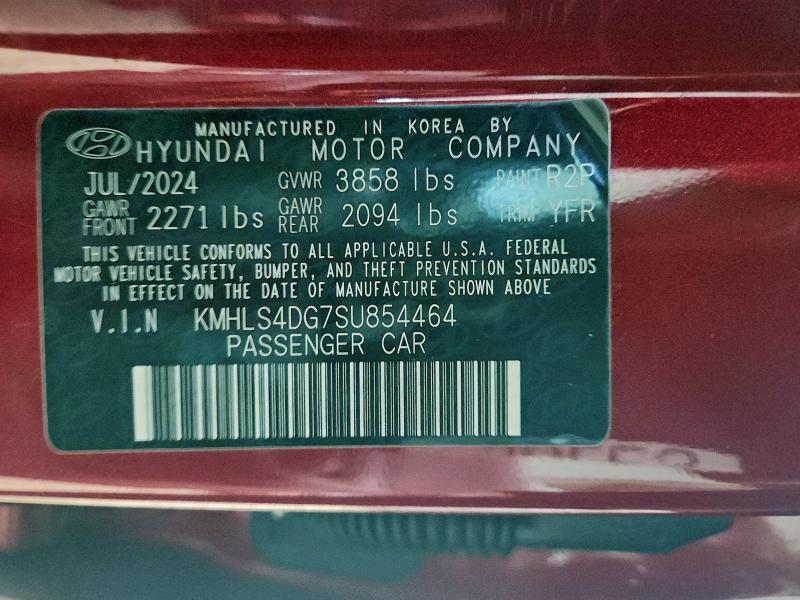 MANUFACTURED IN KOREA BY
HYUNDAI MOTOR COMPANY
JUL/2024 GVWR 3858 lbs PAINT R2P
GAWR FRONT 2271 lbs GAWR REAR 2094 lbs TRIM YFR
THIS VEHICLE CONFORMS TO ALL APPLICABLE U.S.A. FEDERAL
MOTOR VEHICLE SAFETY, BUMPER, AND THEFT PREVENTION STANDARDS
IN EFFECT ON THE DATE OF MANUFACTURE SHOWN ABOVE
V.I.N KMHLS4DG7SU854464
PASSENGER CAR